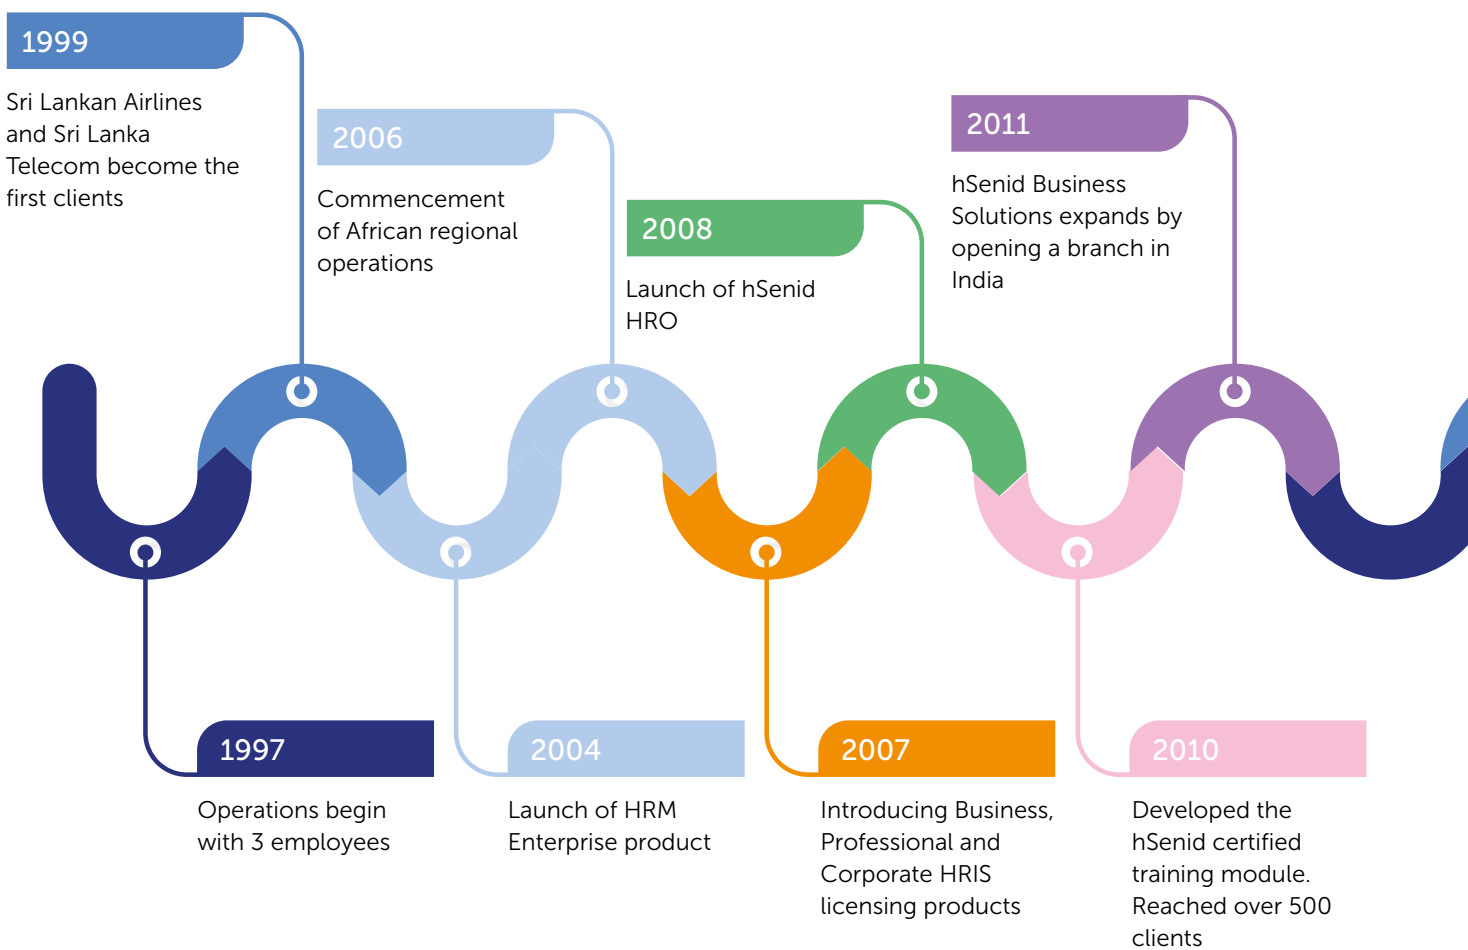 1999
Sri Lankan Airlines
and Sri Lanka
Telecom become the
first clients
2006
Commencement
of African regional
operations
2008
Launch of hSenid
HRO
2011
hSenid Business
Solutions expands by
opening a branch in
India
1997
Operations begin
with 3 employees
2004
Launch of HRM
Enterprise product
2007
Introducing Business,
Professional and
Corporate HRIS
licensing products
2010
Developed the
hSenid certified
training module.
Reached over 500
clients